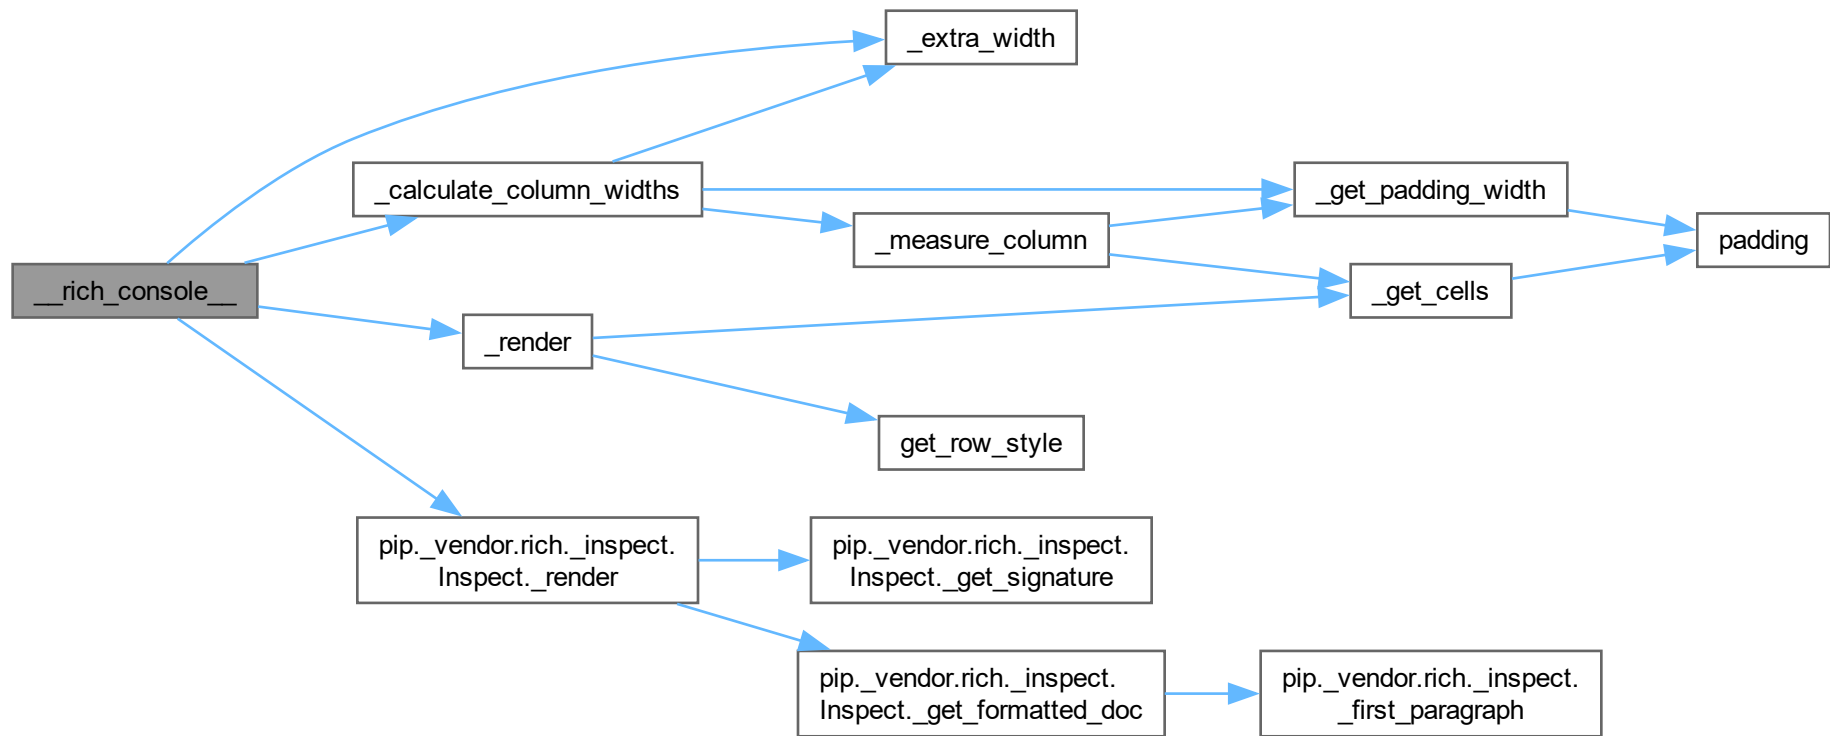 _extra_width
_calculate_column_widths
_get_padding_width
_measure_column
padding
__rich_console__
_get_cells
_render
get_row_style
pip._vendor.rich._inspect.
Inspect._render
pip._vendor.rich._inspect.
Inspect._get_signature
pip._vendor.rich._inspect.
Inspect._get_formatted_doc
pip._vendor.rich._inspect.
_first_paragraph